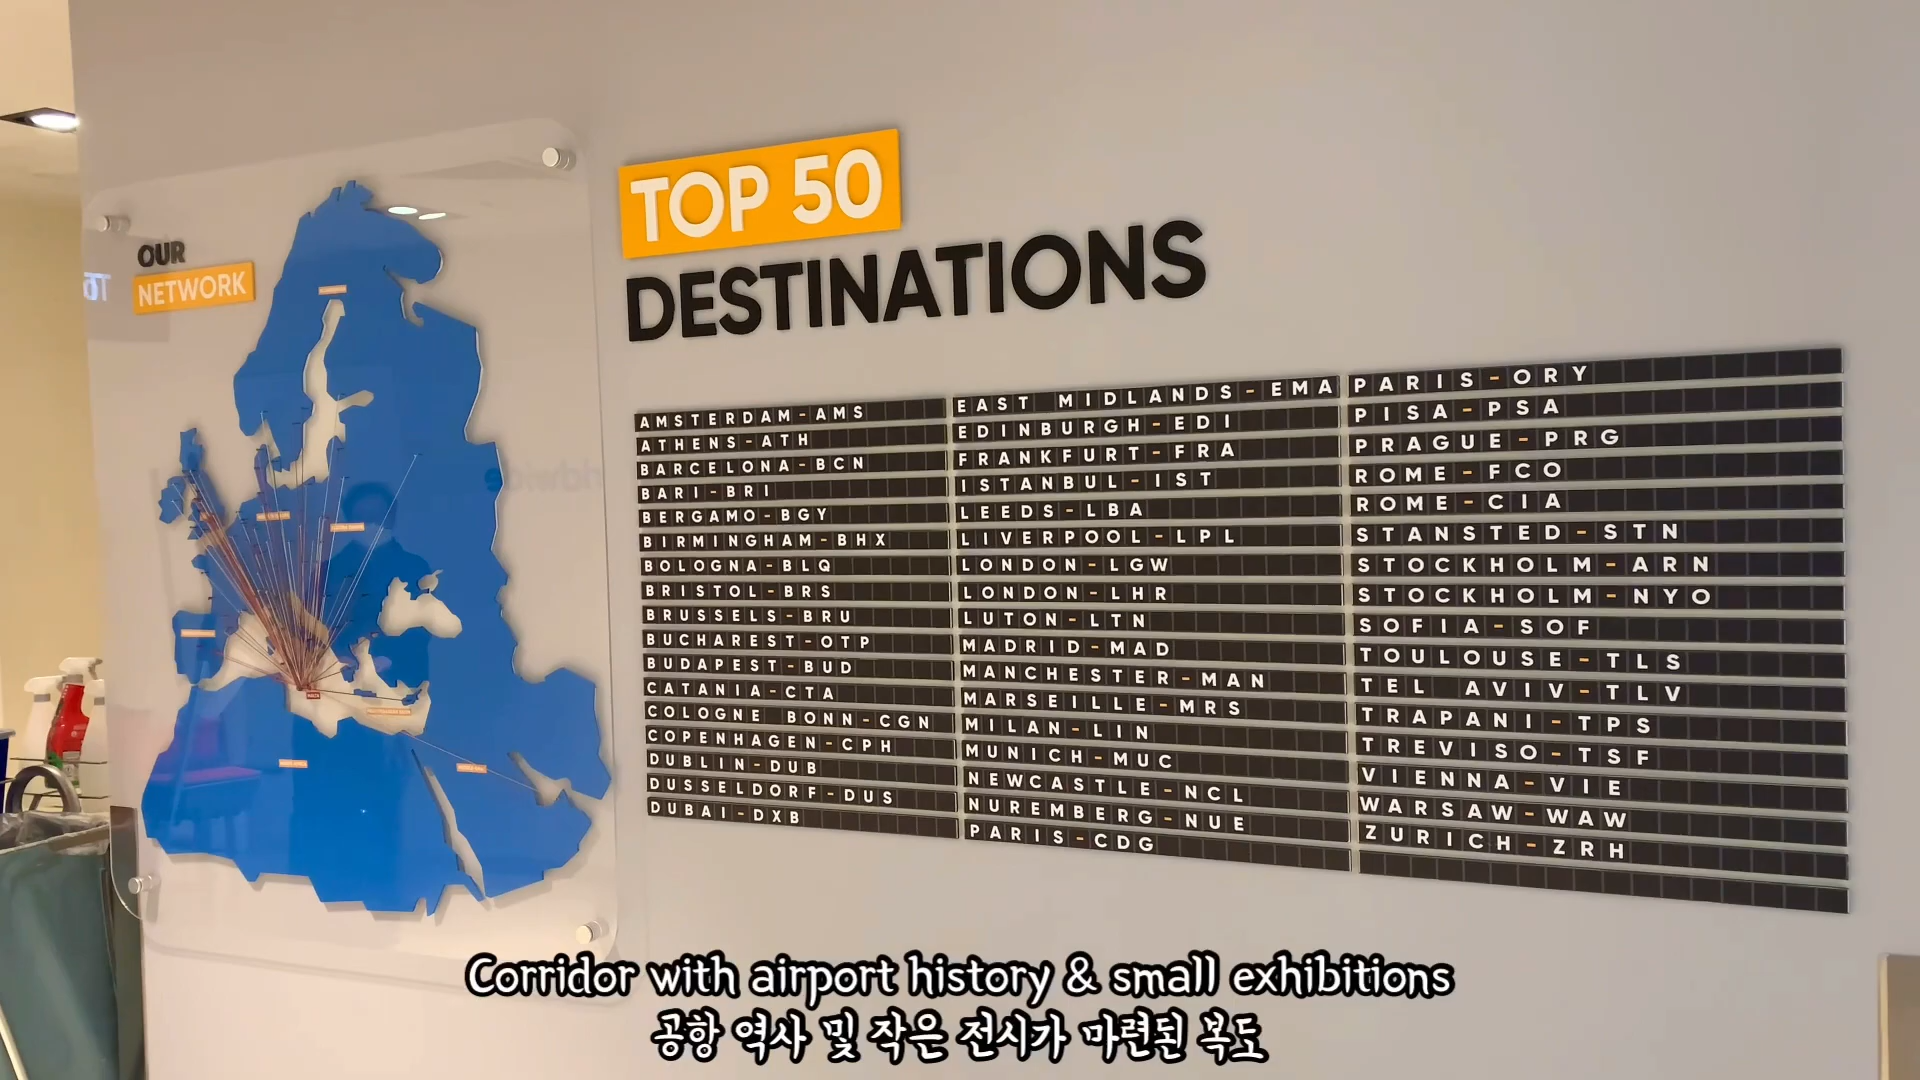 OUR
NETWORK
TOP 50
DESTINATIONS
AMSTERDAM-AMS
ATHENS-ATH
BARCELONA-BCN
BARI-BRI
BERGAMO-BGY
BIRMINGHAM-BHX
BOLOGNA-BLQ
BRISTOL-BRS
BRUSSELS-BRU
BUCHAREST-OTP
BUDAPEST-BUD
CATANIA-CTA
COLOGNE BONN-CGN
COPENHAGEN-CPH
DUBLIN-DUB
DUSSELDORF-DUS
DUBAI-DXB
EAST MIDLANDS-EMA
EDINBURGH-EDI
FRANKFURT-FRA
ISTANBUL-IST
LEEDS-LBA
LIVERPOOL-LPL
LONDON-LGW
LONDON-LHR
LUTON-LTN
MADRID-MAD
MANCHESTER-MAN
MARSEILLE-MRS
MILAN-LIN
MUNICH-MUC
NEWCASTLE-NCL
NUREMBERG-NUE
PARIS-CDG
PARIS-ORY
PISA-PSA
PRAGUE-PRG
ROME-FCO
ROME-CIA
STANSTED-STN
STOCKHOLM-ARN
STOCKHOLM-NYO
SOFIA-SOF
TOULOUSE-TLS
TEL AVIV-TLV
TRAPANI-TPS
TREVISO-TSF
VIENNA-VIE
WARSAW-WAW
ZURICH-ZRH
Corridor with airport history & small exhibitions
공항 역사 및 작은 전시가 마련된 복도